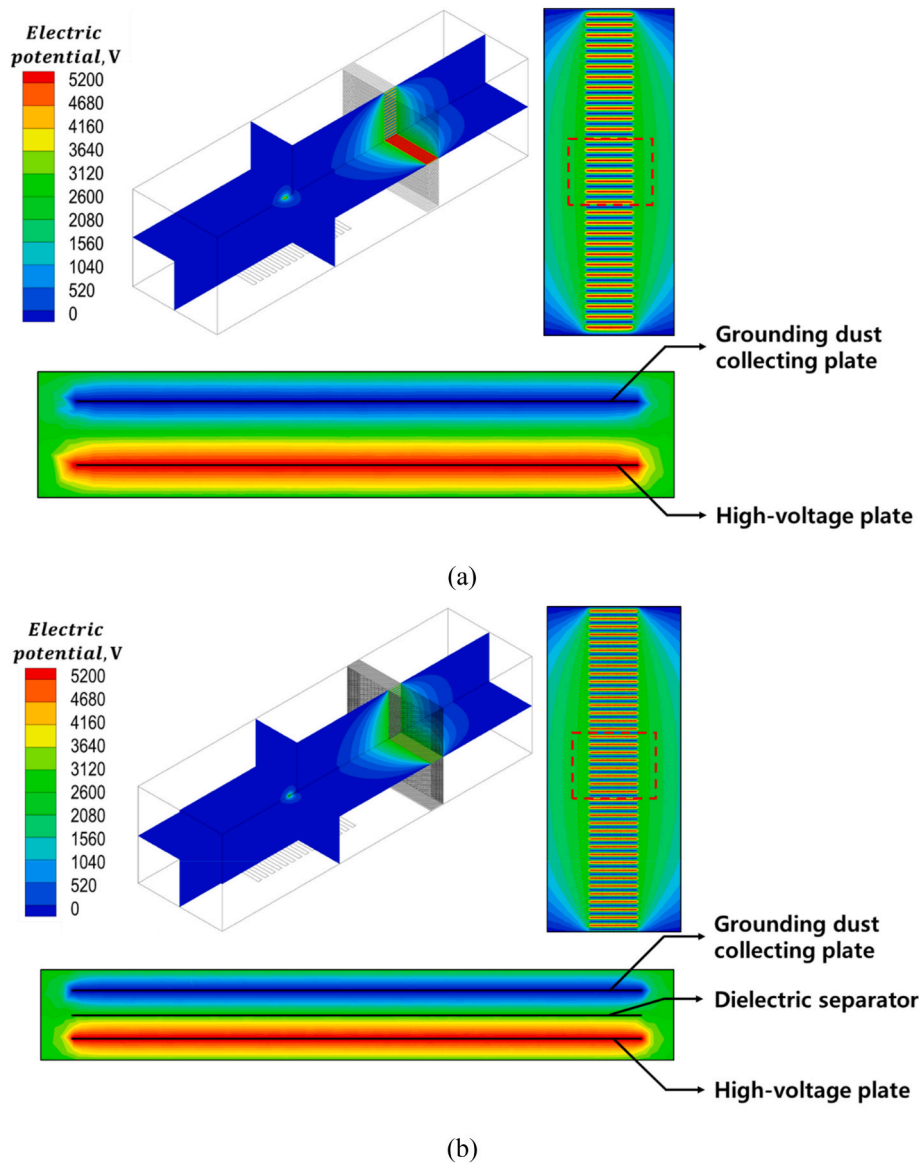 Electric
potential, V
5200
4680
4160
3640
3120
2600
2080
1560
1040
520
0
Grounding dust
collecting plate
High-voltage plate
(a)
Electric
potential, V
5200
4680
4160
3640
3120
2600
2080
1560
1040
520
0
Grounding dust
collecting plate
Dielectric separator
High-voltage plate
(b)